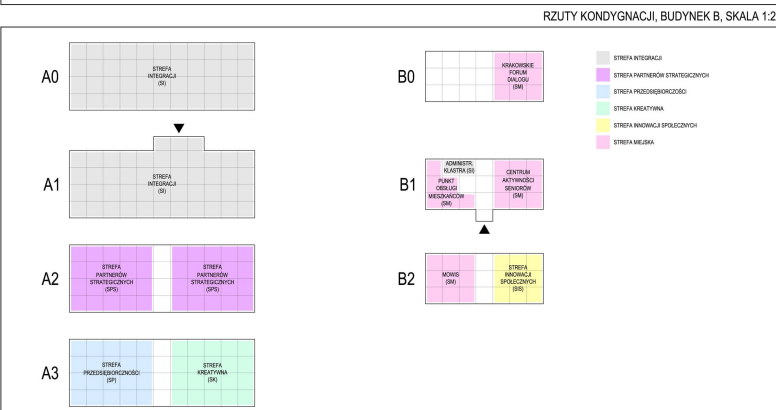 RZUTY KONDYGNACJI, BUDYNEK B, SKALA 1:2
A0
STREFA
INTEGRACJI
(SI)
A1
STREFA
INTEGRACJI
(SI)
A2
STREFA
PARTNERÓW
STRATEGICZNYCH
(SPS)
STREFA
PARTNERÓW
STRATEGICZNYCH
(SPS)
A3
STREFA
PRZEDSIĘBIORCZNOŚCI
(SP)
STREFA
KREATYWNA
(SK)
B0
KRAKOWSKIE
FORUM
DIALOGU
(SM)
B1
ADMINISTR.
KLASTRA (SI)
PUNKT
OBSŁUGI
MIESZKAŃCÓW
(SM)
CENTRUM
AKTYWNOŚCI
SENIORÓW
(SM)
B2
MOWIS
(SM)
STREFA
INNOWACJI
SPOŁECZNYCH
(SIS)
STREFA INTEGRACJI
STREFA PARTNERÓW STRATEGICZNYCH
STREFA PRZEDSIĘBIORCZOŚCI
STREFA KREATYWNA
STREFA INNOWACJI SPOŁECZNYCH
STREFA MIEJSKA